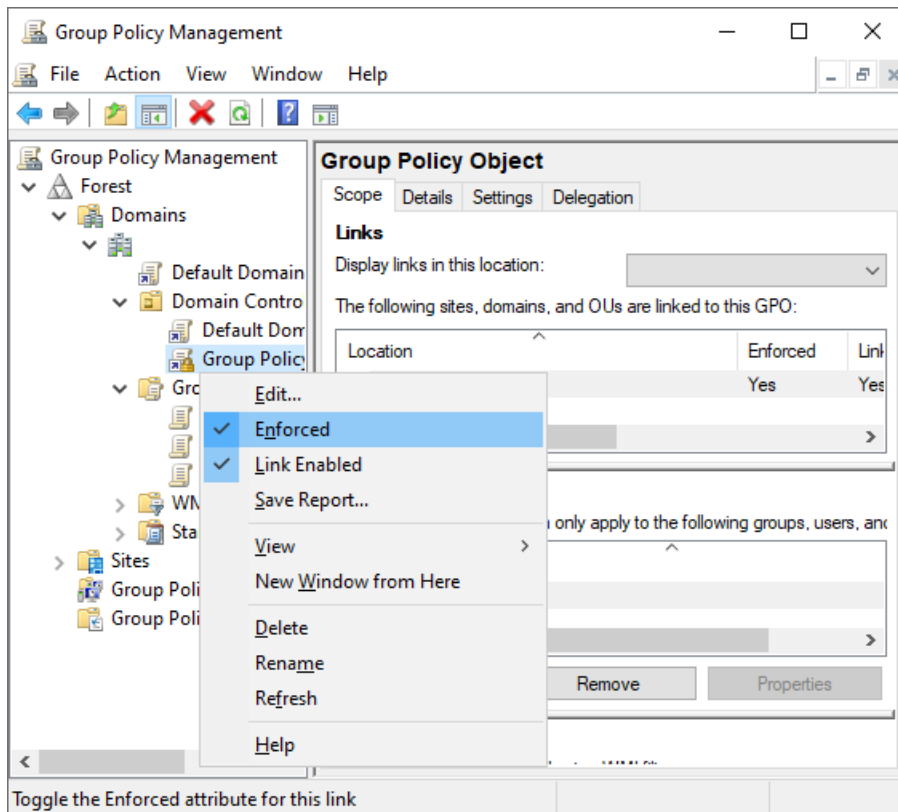 Group Policy Management
File Action View Window Help
Group Policy Management
Forest
Domains
Default Domain
Domain Contro
Default Dom
Group Policy
Gro
WM
Sta
Sites
Group Poli
Group Poli
Group Policy Object
Scope Details Settings Delegation
Links
Display links in this location:
The following sites, domains, and OUs are linked to this GPO:
Location Enforced Link
Yes Yes
only apply to the following groups, users, and
Remove Properties
Edit...
Enforced
Link Enabled
Save Report...
View
New Window from Here
Delete
Rename
Refresh
Help
Toggle the Enforced attribute for this link